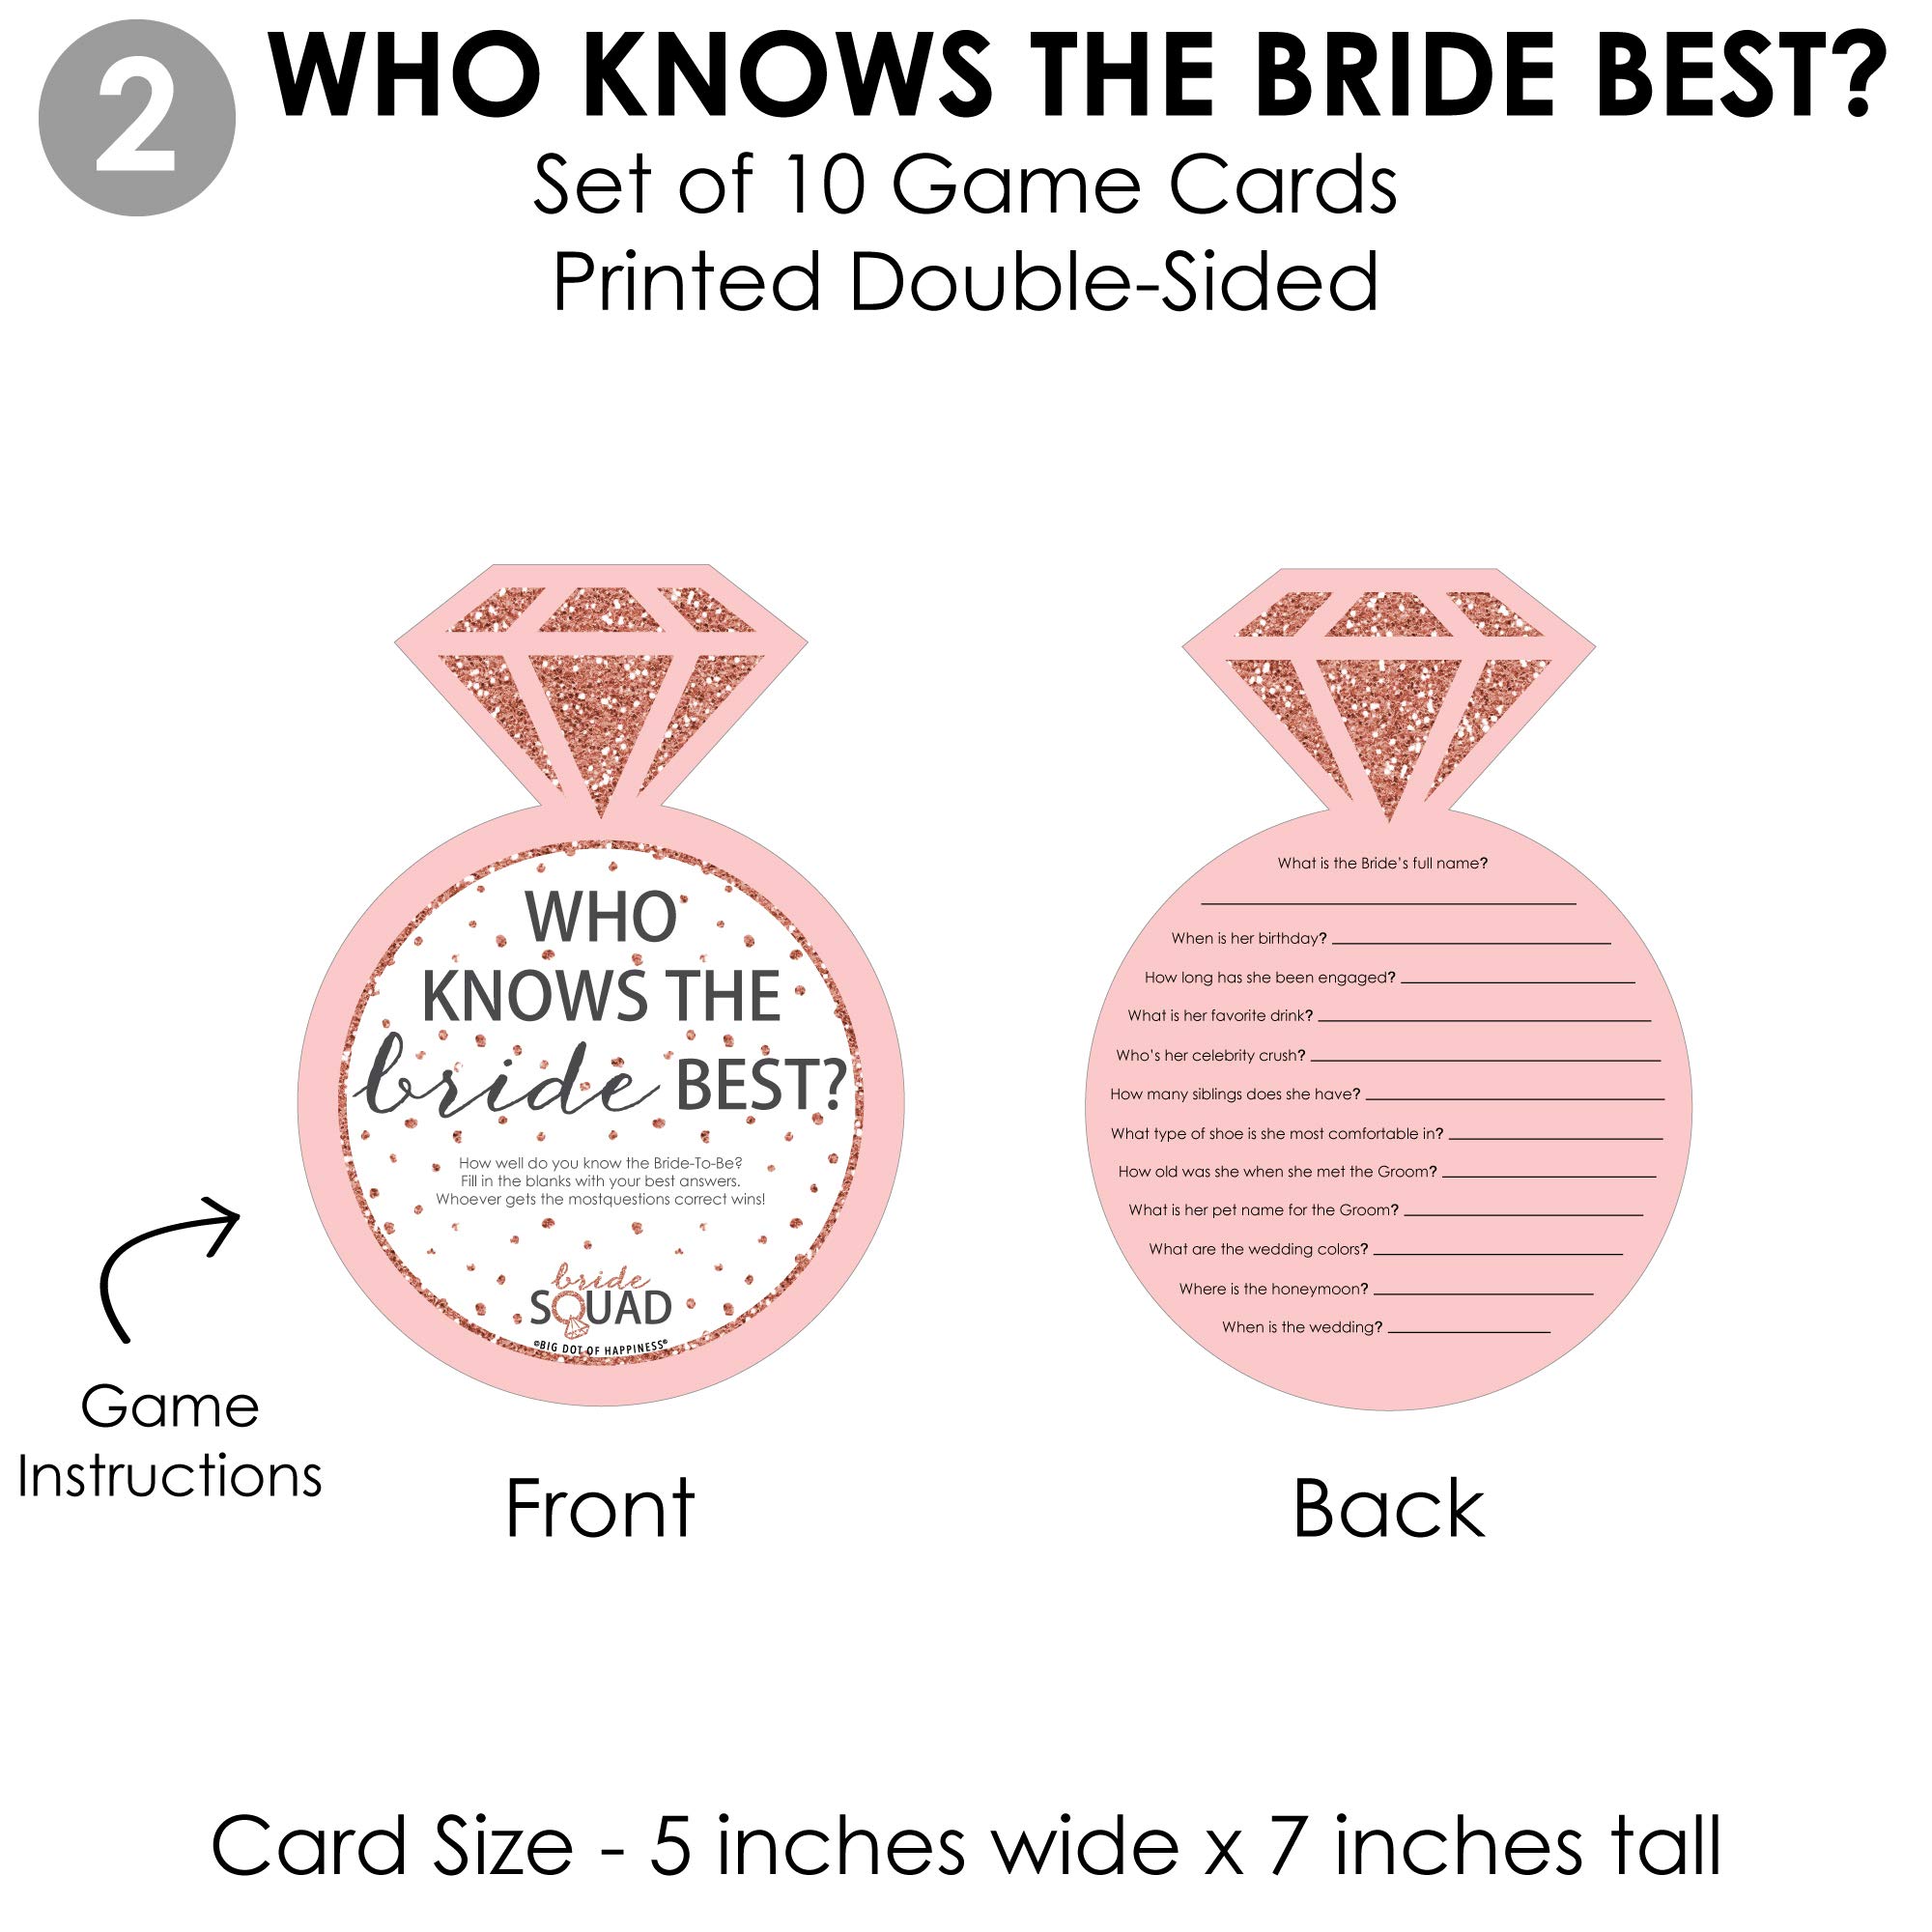 2
WHO KNOWS THE BRIDE BEST?
Set of 10 Game Cards
Printed Double-Sided
WHO
KNOWS THE
bride BEST?
How well do you know the Bride-To-Be?
Fill in the blanks with your best answers.
Whoever gets the mostquestions correct wins!
bride
SQUAD
©BIG DOT OF HAPPINESS®
Game
Instructions
Front
What is the Bride's full name?
When is her birthday?
How long has she been engaged?
What is her favorite drink?
Who's her celebrity crush?
How many siblings does she have?
What type of shoe is she most comfortable in?
How old was she when she met the Groom?
What is her pet name for the Groom?
What are the wedding colors?
Where is the honeymoon?
When is the wedding?
Back
Card Size - 5 inches wide x 7 inches tall